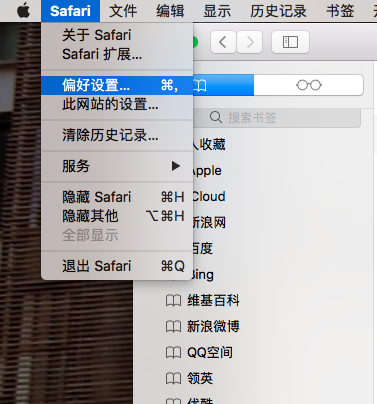 Safari 文件 编辑 显示 历史记录 书签
关于 Safari
Safari 扩展...
偏好设置... ⌘,
此网站的设置...
清除历史记录...
服务
隐藏 Safari ⌘H
隐藏其他 ⌥⌘H
全部显示
退出 Safari ⌘Q
搜索书签
人收藏
Apple
iCloud
新浪网
百度
Bing
维基百科
新浪微博
QQ空间
领英
优酷